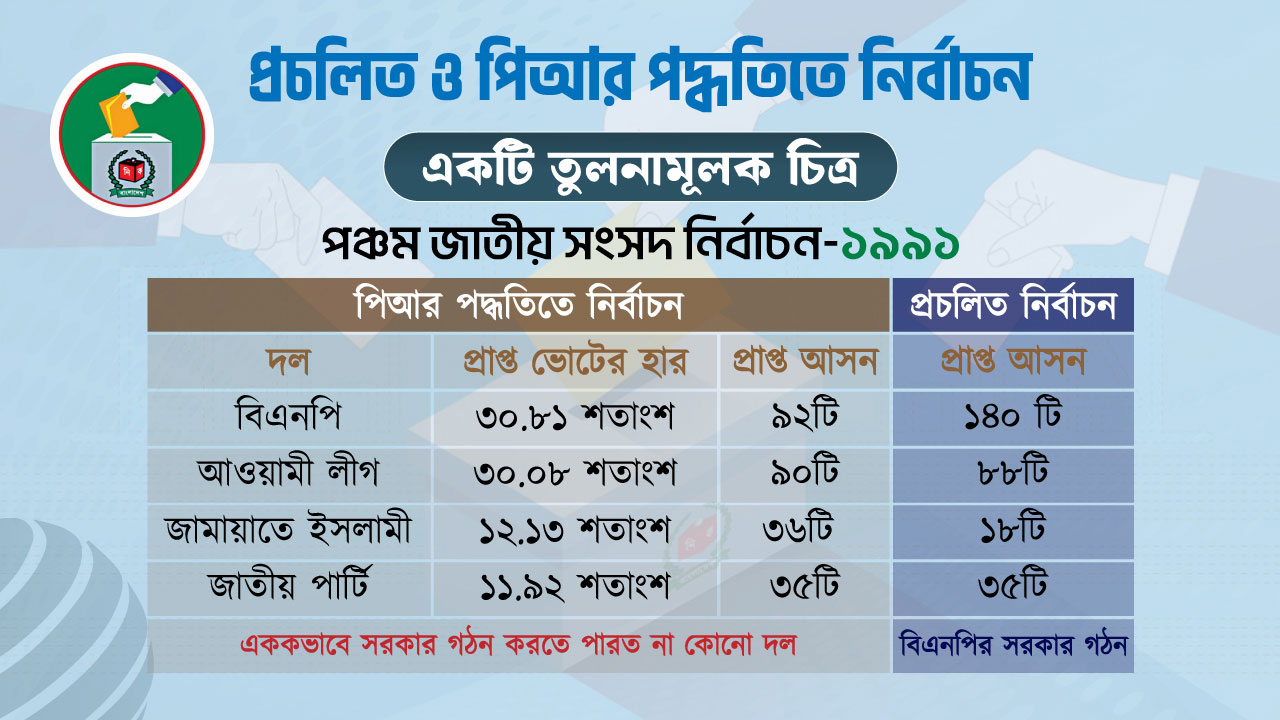 প্রচলিত ও পিআর পদ্ধতিতে নির্বাচন
একটি তুলনামূলক চিত্র
পঞ্চম জাতীয় সংসদ নির্বাচন-১৯৯১
পিআর পদ্ধতিতে নির্বাচন প্রচলিত নির্বাচন
দল প্রাপ্ত ভোটের হার প্রাপ্ত আসন প্রাপ্ত আসন
বিএনপি ৩০.৮১ শতাংশ ৯২টি ১৪০ টি
আওয়ামী লীগ ৩০.০৮ শতাংশ ৯০টি ৮৮টি
জামায়াতে ইসলামী ১২.১৩ শতাংশ ৩৬টি ১৮টি
জাতীয় পার্টি ১১.৯২ শতাংশ ৩৫টি ৩৫টি
এককভাবে সরকার গঠন করতে পারত না কোনো দল বিএনপির সরকার গঠন
নি ক
বাংলাদেশ